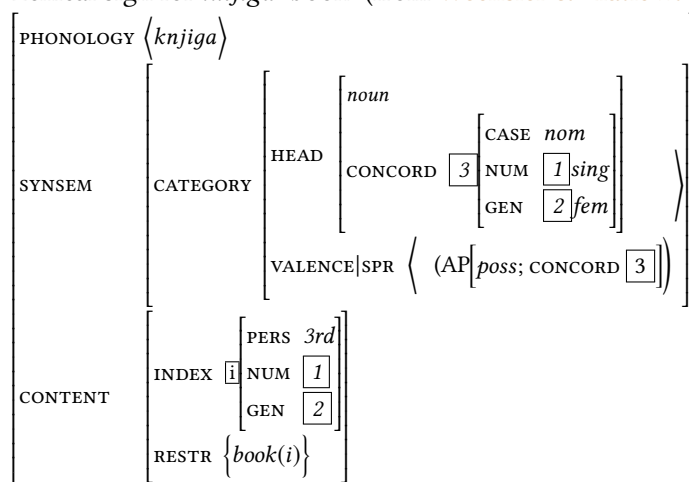 PHONOLOGY ⟨knjiga⟩
noun
CASE nom
HEAD
CONCORD 3 NUM 1 sing
SYNSEM CATEGORY
GEN 2 fem
VALENCE|SPR ⟨ (AP[poss; CONCORD 3]) ⟩
PERS 3rd
INDEX i NUM 1
CONTENT
GEN 2
RESTR {book(i)}